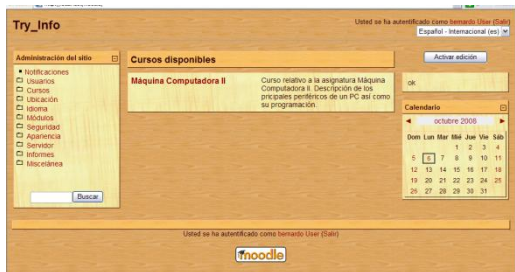 Try_Info
Usted se ha autentificado como bernardo User (Salir)
Español - Internacional (es)
Administración del sitio
Notificaciones
Usuarios
Cursos
Ubicación
Idioma
Módulos
Seguridad
Apariencia
Servidor
Informes
Miscelánea
Buscar
Cursos disponibles
Máquina Computadora II
Curso relativo a la asignatura Máquina
Computadora II. Descripción de los
pricipales periféricos de un PC así como
su programación.
Activar edición
ok
Calendario
octubre 2008
Dom Lun Mar Mié Jue Vie Sáb
1 2 3 4
5 6 7 8 9 10 11
12 13 14 15 16 17 18
19 20 21 22 23 24 25
26 27 28 29 30 31
Usted se ha autentificado como bernardo User (Salir)
moodle